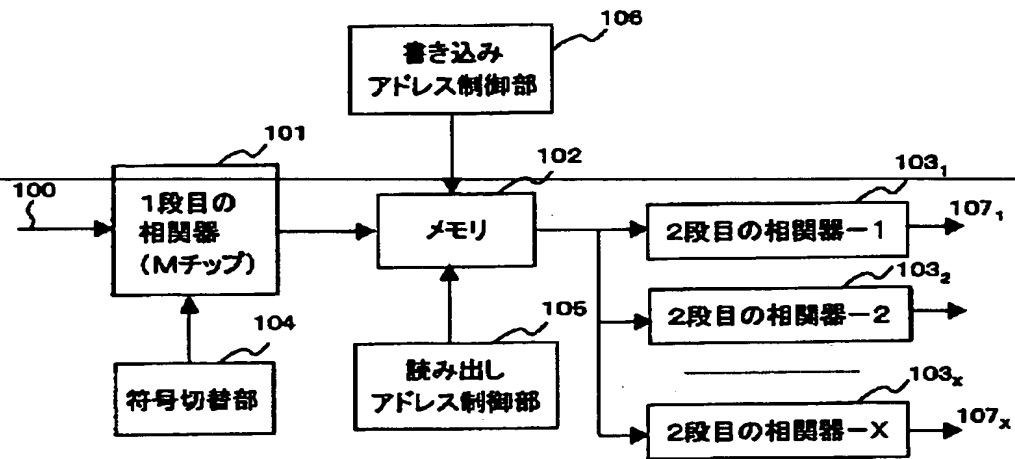 106
書き込み
アドレス制御部
101
102
103₁
100
1段目の
相関器
(Mチップ)
メモリ
2段目の相関器-1
107₁
103₂
2段目の相関器-2
104
105
符号切替部
読み出し
アドレス制御部
103ₓ
2段目の相関器-X
107ₓ